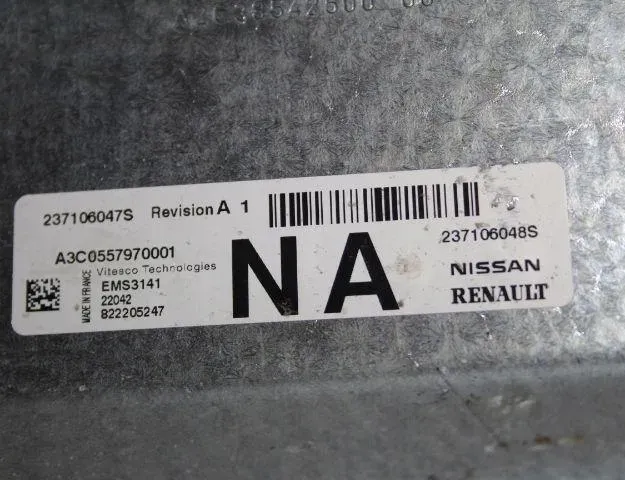 237106047S Revision A 1
237106048S
A3C0557970001
Vitesco Technologies
EMS3141
22042
822205247
MADE IN FRANCE
NA
NISSAN
RENAULT